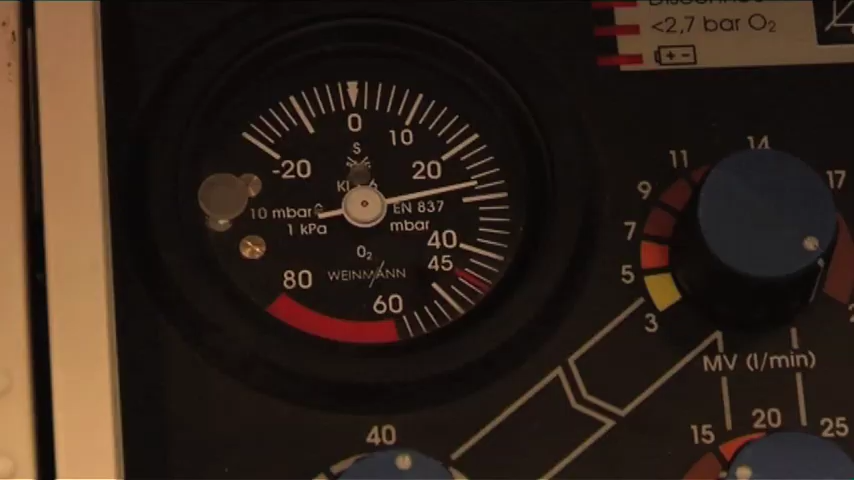 <2,7 bar O₂
+ -
0
10
-20
20
S
10 mbar
1 kPa
EN 837
mbar
40
45
O₂
WEINMANN
80
60
14
11
17
9
7
5
3
MV (l/min)
40
15
20
25